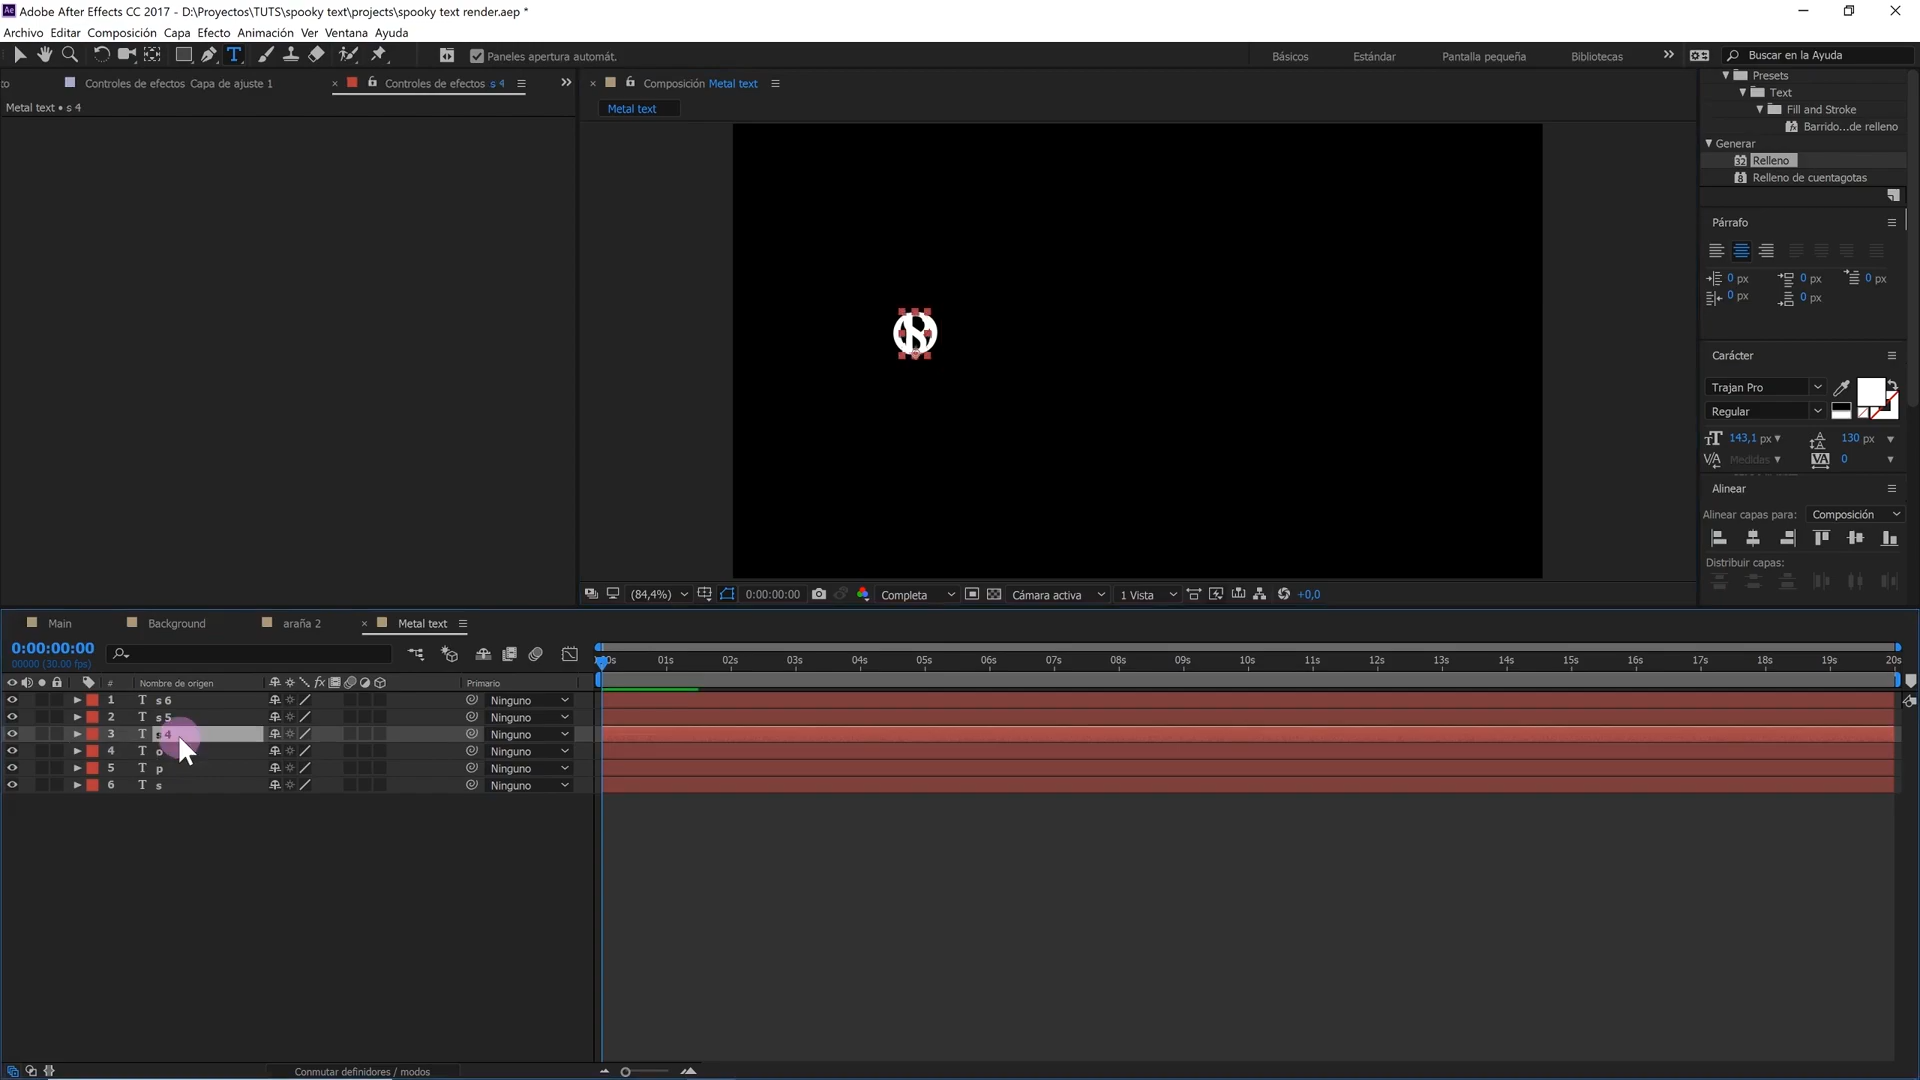 Adobe After Effects CC 2017 - D:\Proyectos\TUTS\spooky text\projects\spooky text render.aep *
Archivo Editar Composición Capa Efecto Animación Ver Ventana Ayuda
Paneles apertura automát.
Básicos Estándar Pantalla pequeña Bibliotecas Buscar en la Ayuda
to Controles de efectos Capa de ajuste 1 Controles de efectos s 4
Composición Metal text
Metal text • s 4
Metal text
Presets
Text
Fill and Stroke
Barrido...de relleno
Generar
Relleno
Relleno de cuentagotas
Párrafo
0 px 0 px 0 px
0 px 0 px
Carácter
Trajan Pro
Regular
143,1 px 130 px
Medidas 0
Alinear
Alinear capas para: Composición
Distribuir capas:
(84,4%) 0:00:00:00 Completa Cámara activa 1 Vista +0,0
Main Background araña 2 Metal text
0:00:00:00
00000 (30.00 fps)
00s 01s 02s 03s 04s 05s 06s 07s 08s 09s 10s 11s 12s 13s 14s 15s 16s 17s 18s 19s 20s
# Nombre de origen Primario
1 T s 6 Ninguno
2 T s 5 Ninguno
3 T s 4 Ninguno
4 T o Ninguno
5 T p Ninguno
6 T s Ninguno
Conmutar definidores / modos